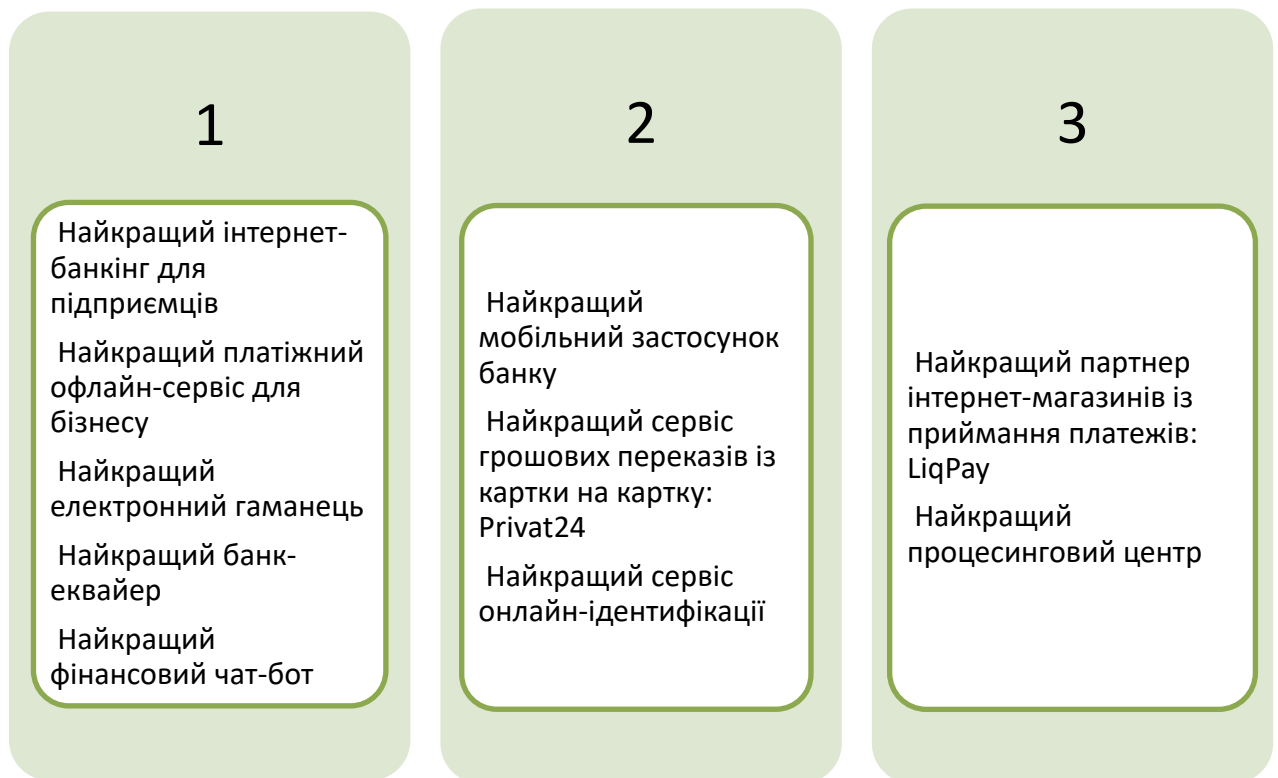 1
Найкращий інтернет-
банкінг для
підприємців
Найкращий платіжний
офлайн-сервіс для
бізнесу
Найкращий
електронний гаманець
Найкращий банк-
еквайер
Найкращий
фінансовий чат-бот
2
Найкращий
мобільний застосунок
банку
Найкращий сервіс
грошових переказів із
картки на картку:
Privat24
Найкращий сервіс
онлайн-ідентифікації
3
Найкращий партнер
інтернет-магазинів із
приймання платежів:
LiqPay
Найкращий
процесинговий центр